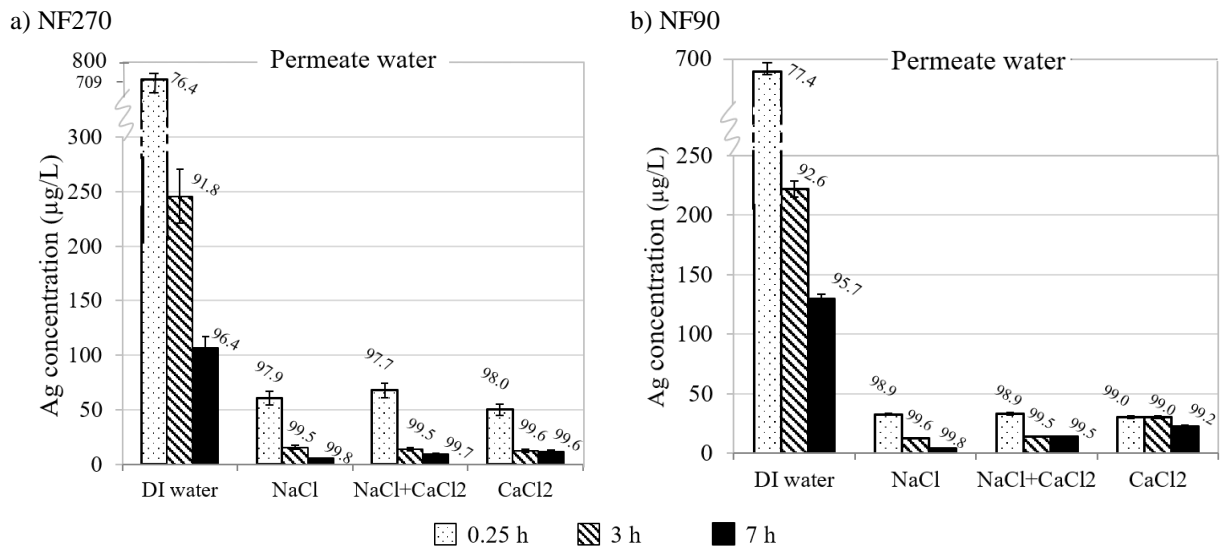 a) NF270
b) NF90
Permeate water
Ag concentration (µg/L)
800
709
300
250
200
150
100
50
0
76.4
91.8
96.4
97.9
99.5
99.8
97.7
99.5
99.7
98.0
99.6
99.6
DI water
NaCl
NaCl+CaCl2
CaCl2
Permeate water
Ag concentration (µg/L)
700
250
200
150
100
50
0
77.4
92.6
95.7
98.9
99.6
99.8
98.9
99.5
99.5
99.0
99.0
99.2
DI water
NaCl
NaCl+CaCl2
CaCl2
0.25 h
3 h
7 h